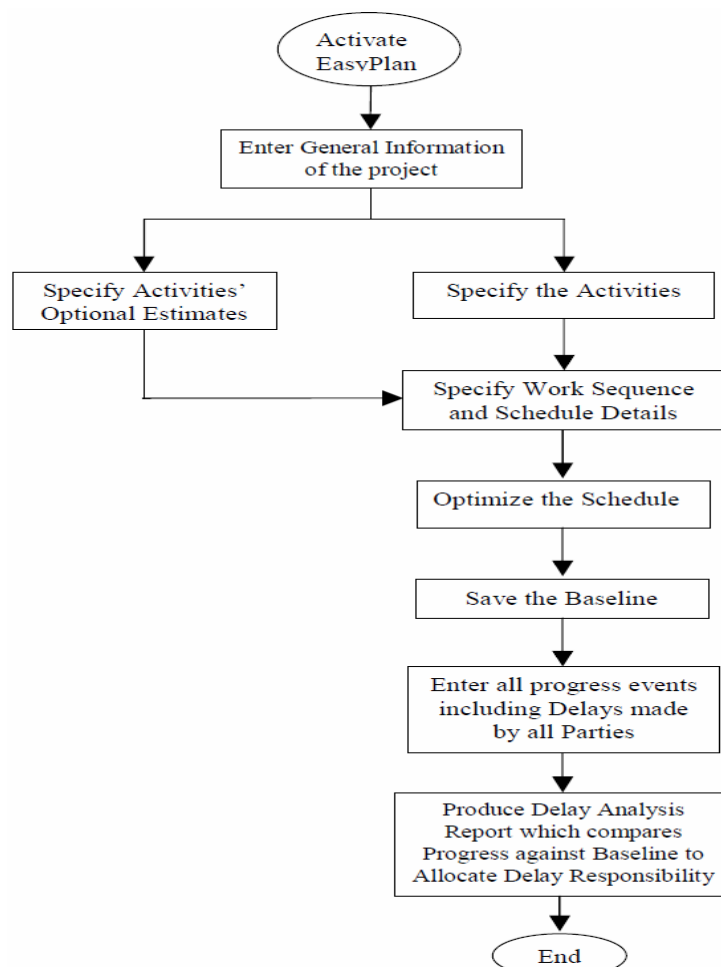 Activate
EasyPlan
Enter General Information
of the project
Specify Activities’
Optional Estimates
Specify the Activities
Specify Work Sequence
and Schedule Details
Optimize the Schedule
Save the Baseline
Enter all progress events
including Delays made
by all Parties
Produce Delay Analysis
Report which compares
Progress against Baseline to
Allocate Delay Responsibility
End